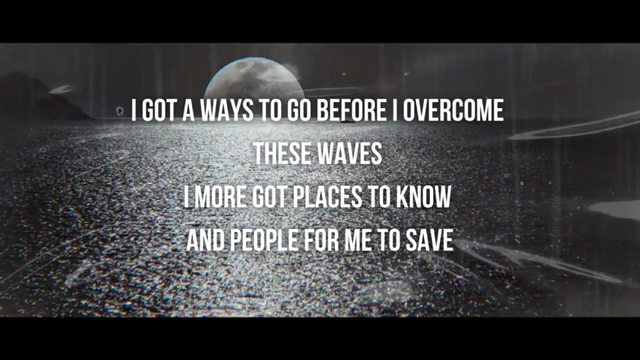 I GOT A WAYS TO GO BEFORE I OVERCOME
THESE WAVES
I MORE GOT PLACES TO KNOW
AND PEOPLE FOR ME TO SAVE